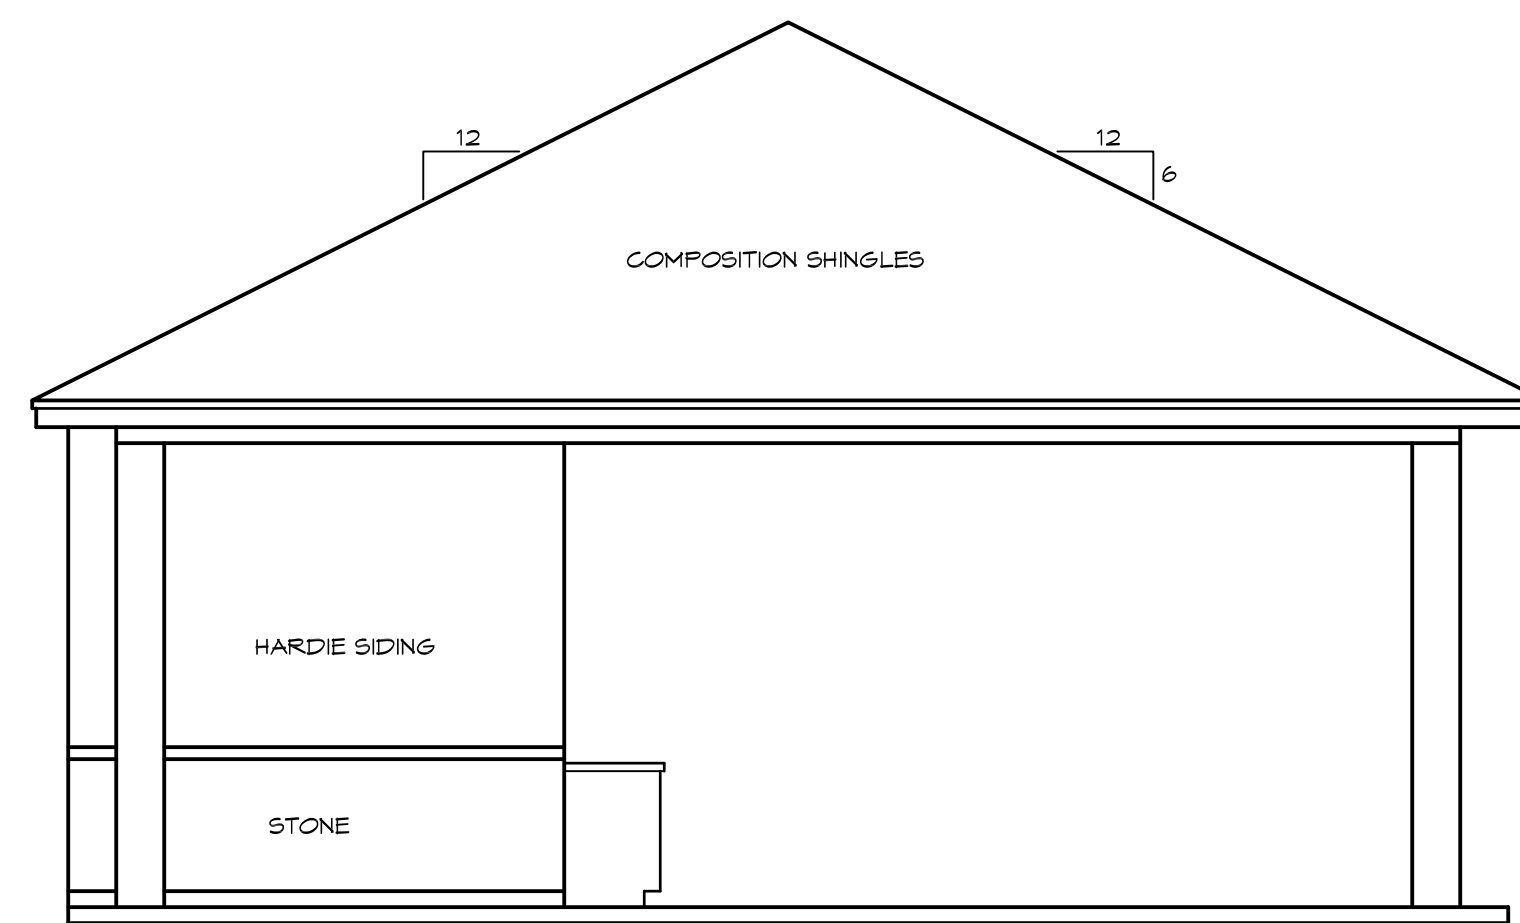 12
12
6
COMPOSITION SHINGLES
HARDIE SIDING
STONE